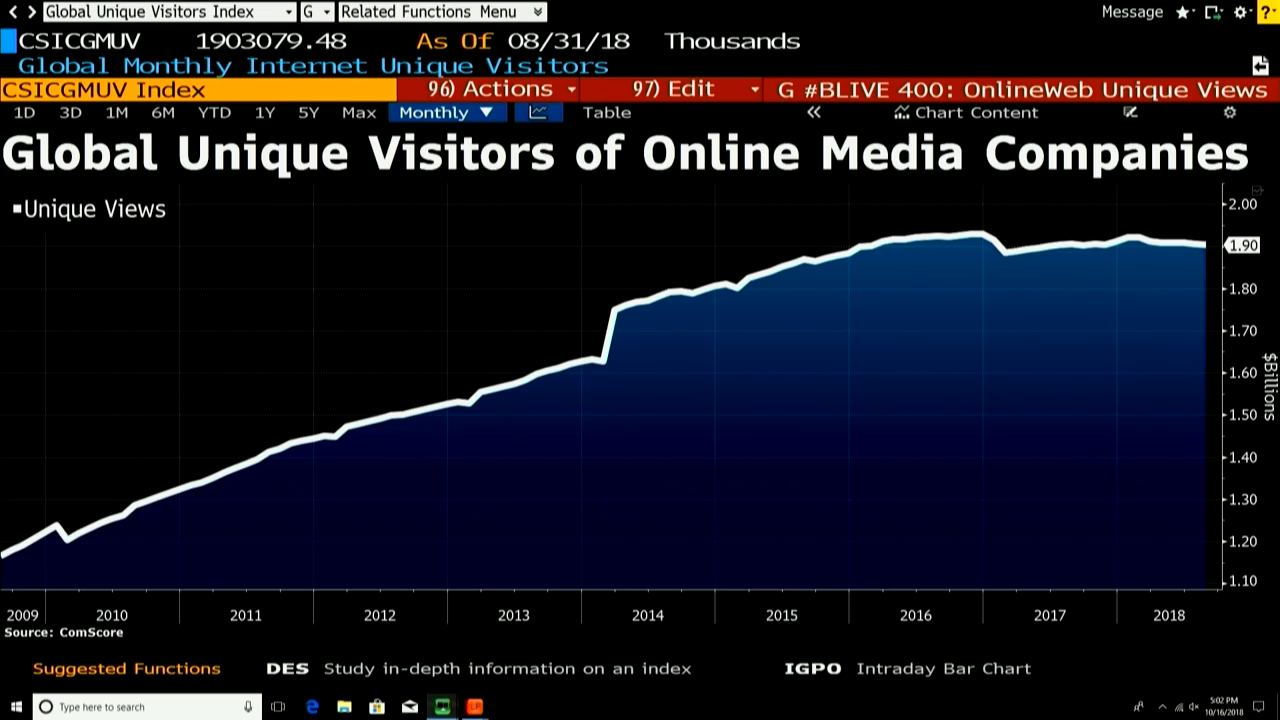 Global Unique Visitors Index G Related Functions Menu Message
CSICGMUV 1903079.48 As Of 08/31/18 Thousands
Global Monthly Internet Unique Visitors
CSICGMUV Index 96) Actions 97) Edit G #BLIVE 400: OnlineWeb Unique Views
1D 3D 1M 6M YTD 1Y 5Y Max Monthly ▼ Table « Chart Content
Global Unique Visitors of Online Media Companies
Unique Views
2.00
1.90
1.80
1.70
1.60
1.50
1.40
1.30
1.20
1.10
$Billions
2009 2010 2011 2012 2013 2014 2015 2016 2017 2018
Source: ComScore
Suggested Functions DES Study in-depth information on an index IGPO Intraday Bar Chart
Type here to search
LP
5:02 PM
10/16/2018